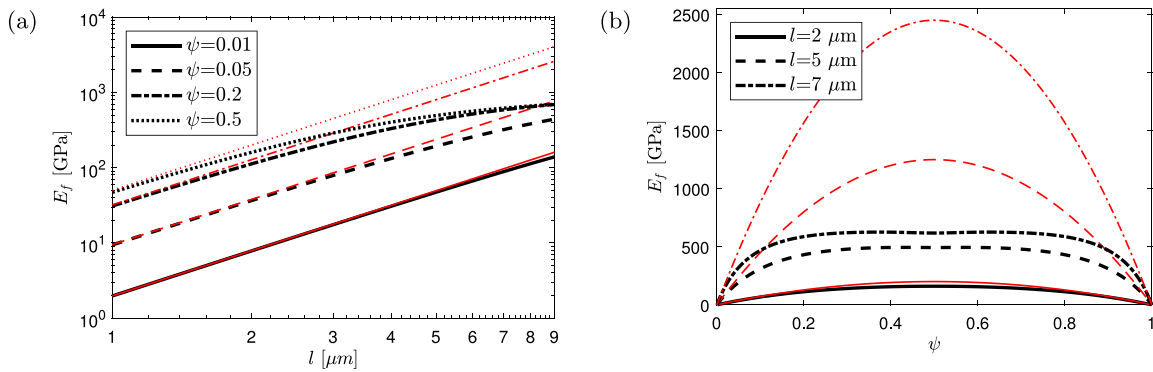 (a)
10^4
10^3
10^2
10^1
10^0
E_f [GPa]
ψ=0.01
ψ=0.05
ψ=0.2
ψ=0.5
1 2 3 4 5 6 7 8 9
l [μm]
(b)
2500
2000
1500
1000
500
0
E_f [GPa]
l=2 μm
l=5 μm
l=7 μm
0 0.2 0.4 0.6 0.8 1
ψ